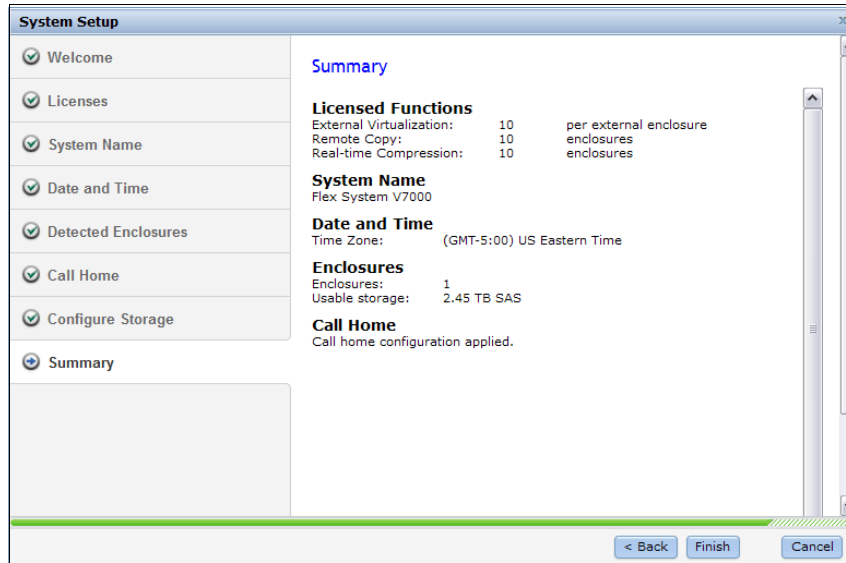 System Setup
Welcome
Licenses
System Name
Date and Time
Detected Enclosures
Call Home
Configure Storage
Summary
Summary
Licensed Functions
External Virtualization: 10 per external enclosure
Remote Copy: 10 enclosures
Real-time Compression: 10 enclosures
System Name
Flex System V7000
Date and Time
Time Zone: (GMT-5:00) US Eastern Time
Enclosures
Enclosures: 1
Usable storage: 2.45 TB SAS
Call Home
Call home configuration applied.
< Back Finish Cancel